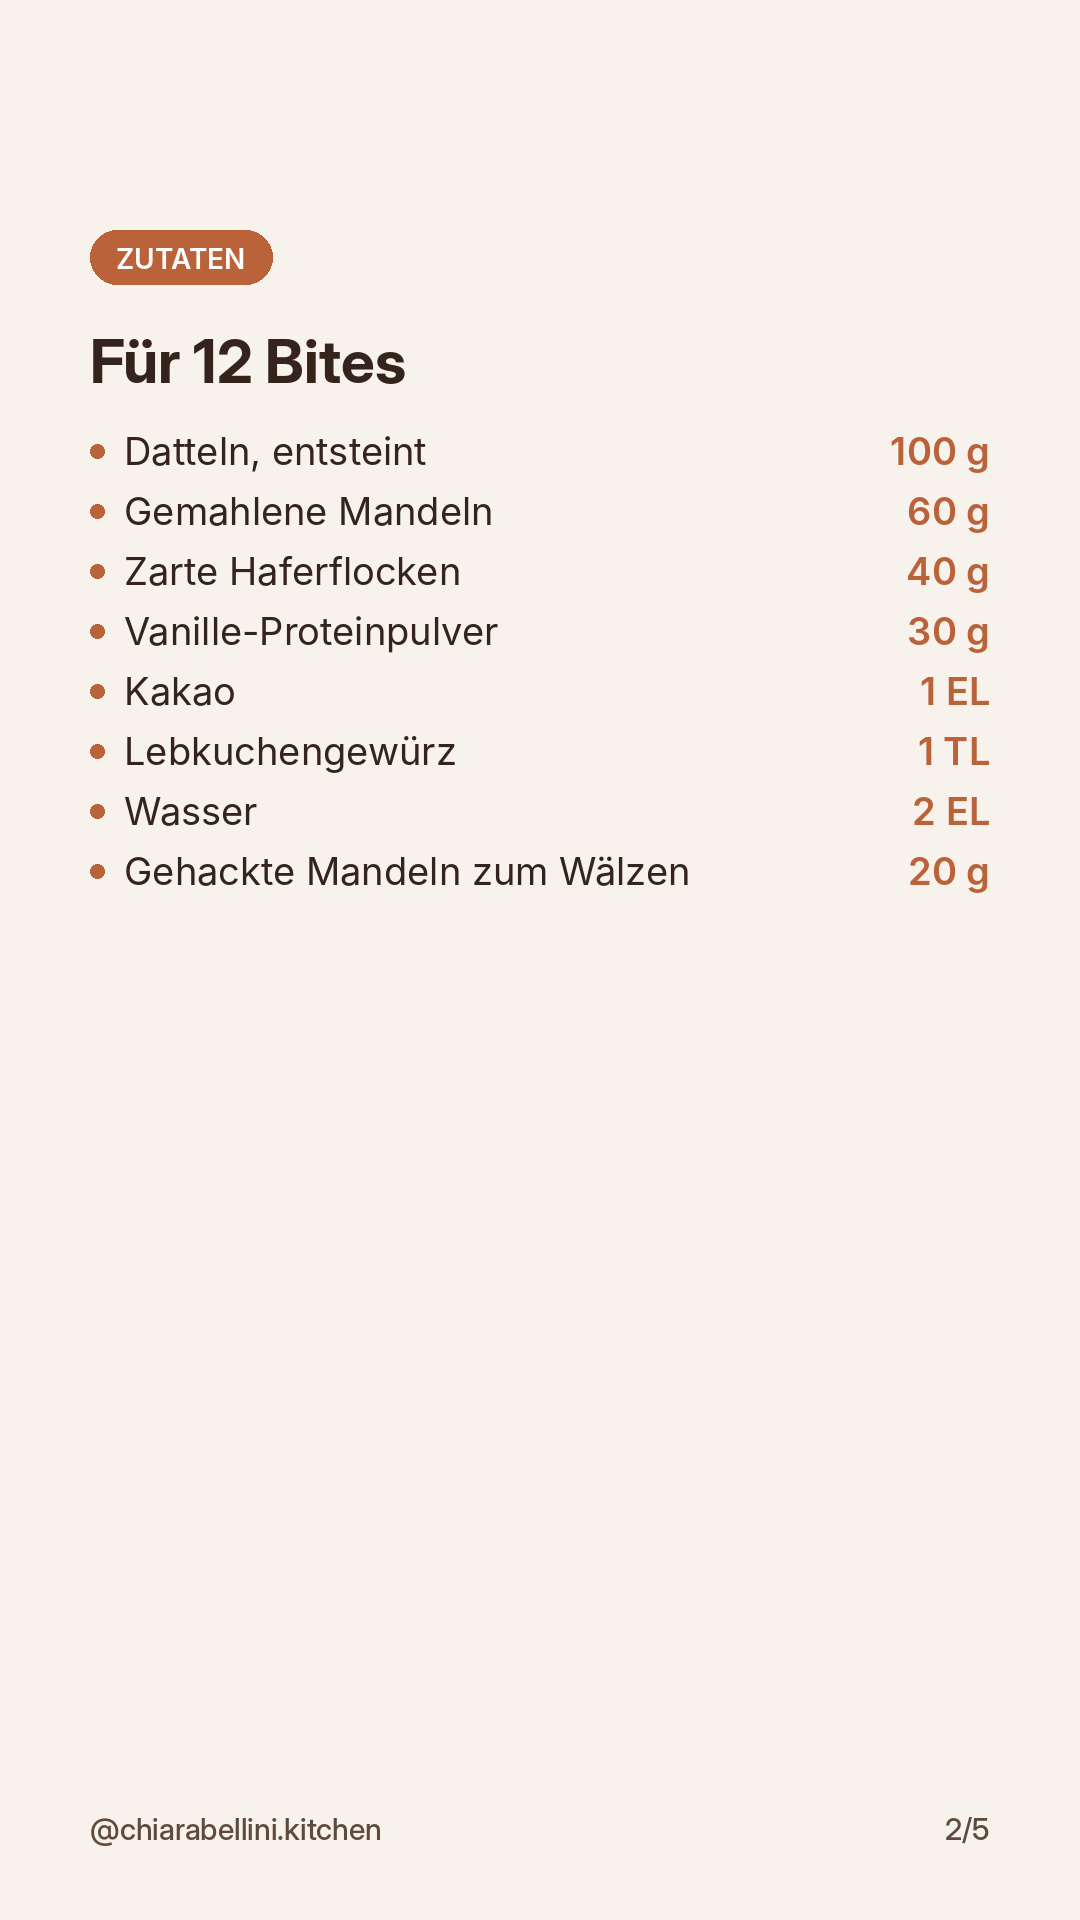 ZUTATEN
Für 12 Bites
Datteln, entsteint 100 g
Gemahlene Mandeln 60 g
Zarte Haferflocken 40 g
Vanille-Proteinpulver 30 g
Kakao 1 EL
Lebkuchengewürz 1 TL
Wasser 2 EL
Gehackte Mandeln zum Wälzen 20 g
@chiarabellini.kitchen 2/5